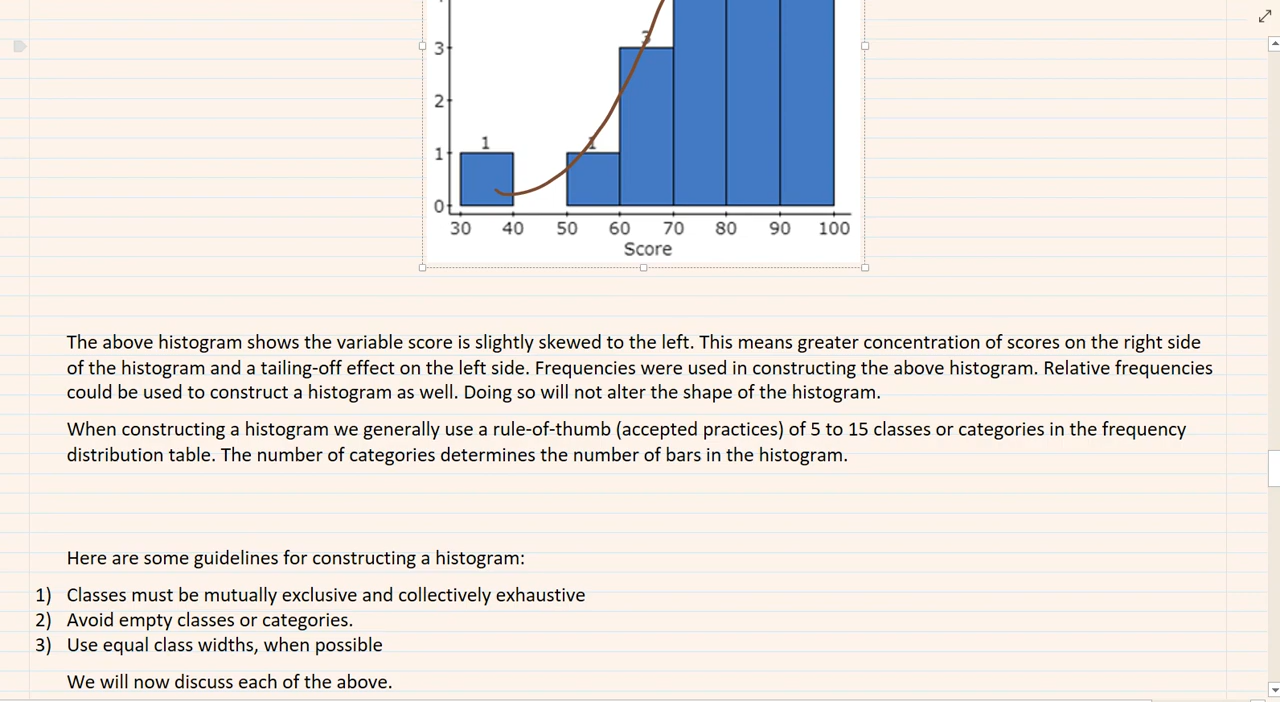 3
3
2
1
1
1
0
30 40 50 60 70 80 90 100
Score
The above histogram shows the variable score is slightly skewed to the left. This means greater concentration of scores on the right side
of the histogram and a tailing-off effect on the left side. Frequencies were used in constructing the above histogram. Relative frequencies
could be used to construct a histogram as well. Doing so will not alter the shape of the histogram.
When constructing a histogram we generally use a rule-of-thumb (accepted practices) of 5 to 15 classes or categories in the frequency
distribution table. The number of categories determines the number of bars in the histogram.
Here are some guidelines for constructing a histogram:
1) Classes must be mutually exclusive and collectively exhaustive
2) Avoid empty classes or categories.
3) Use equal class widths, when possible
We will now discuss each of the above.